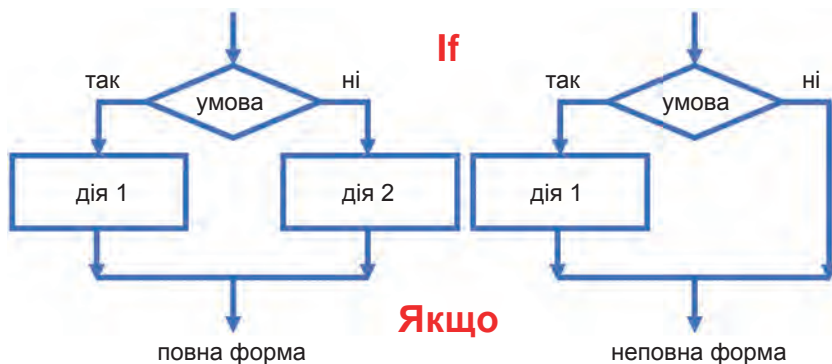 If
так
ні
умова
дія 1
дія 2
повна форма
так
ні
умова
дія 1
неповна форма
Якщо